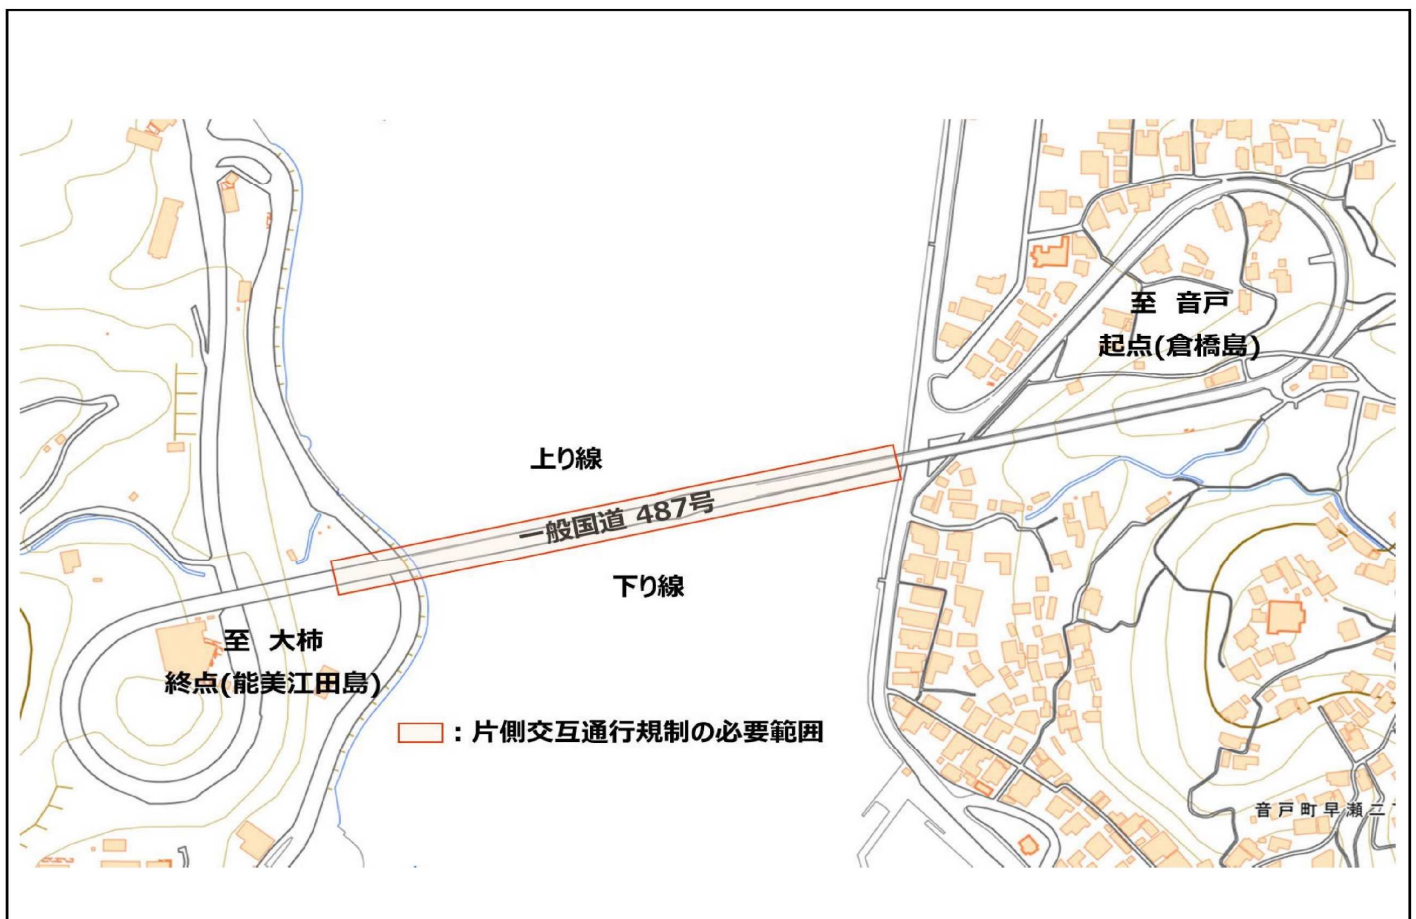 至 音戸
起点(倉橋島)
上り線
一般国道 487号
下り線
至 大柿
終点(能美江田島)
：片側交互通行規制の必要範囲
音戸町早瀬二